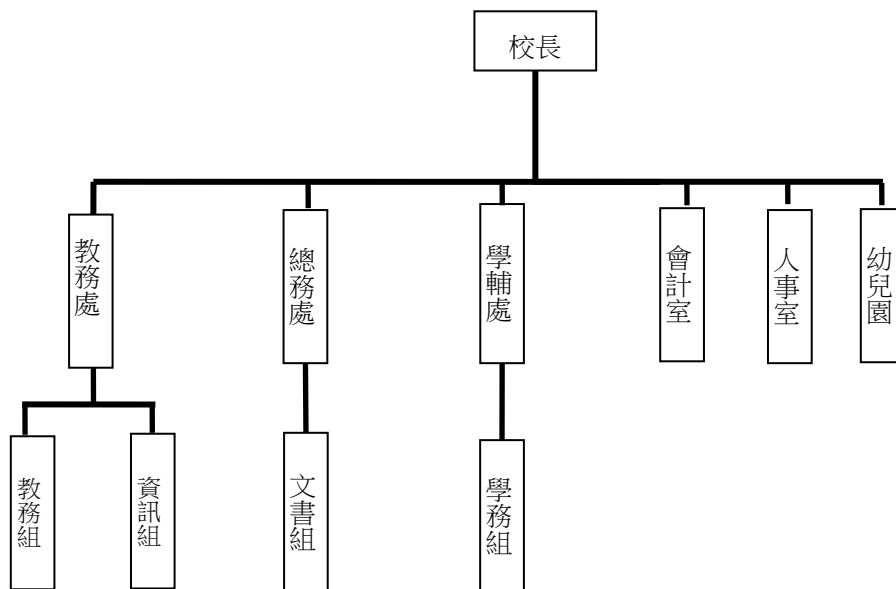 校長
教務處
總務處
學輔處
會計室
人事室
幼兒園
教務組
資訊組
文書組
學務組